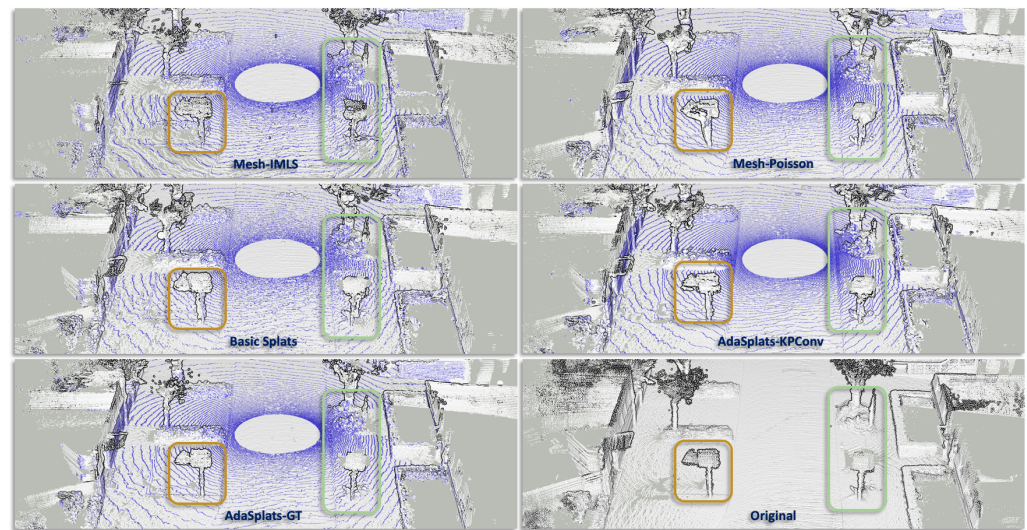 Mesh-IMLS
Mesh-Poisson
Basic Splats
AdaSplats-KPConv
AdaSplats-GT
Original